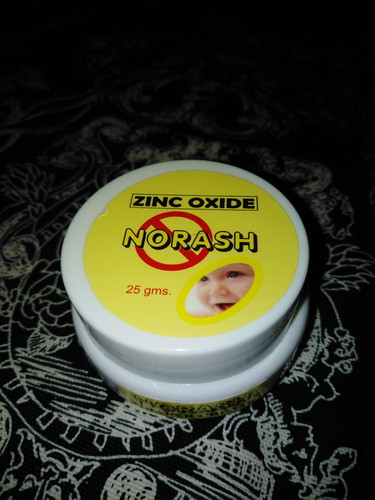 ZINC OXIDE
NORASH
25 gms.